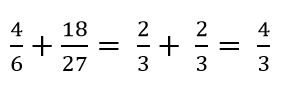 4/6 + 18/27 = 2/3 + 2/3 = 4/3